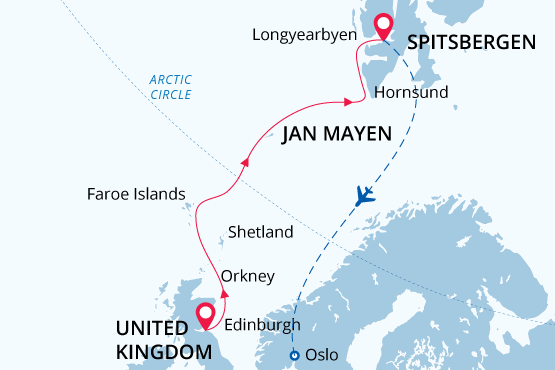 Longyearbyen
SPITSBERGEN
ARCTIC
CIRCLE
Hornsund
JAN MAYEN
Faroe Islands
Shetland
Orkney
Edinburgh
UNITED
KINGDOM
Oslo